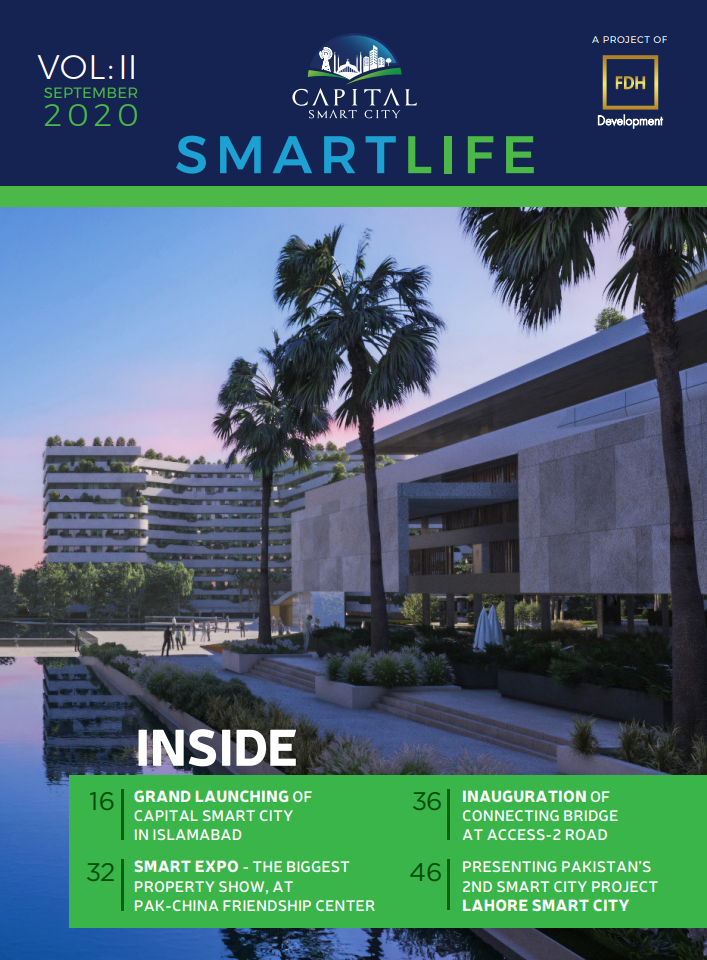 VOL:II
SEPTEMBER
2020
CAPITAL
SMART CITY
A PROJECT OF
FDH
Development
SMARTLIFE
INSIDE
16
GRAND LAUNCHING OF
CAPITAL SMART CITY
IN ISLAMABAD
32
SMART EXPO - THE BIGGEST
PROPERTY SHOW, AT
PAK-CHINA FRIENDSHIP CENTER
36
INAUGURATION OF
CONNECTING BRIDGE
AT ACCESS-2 ROAD
46
PRESENTING PAKISTAN'S
2ND SMART CITY PROJECT
LAHORE SMART CITY